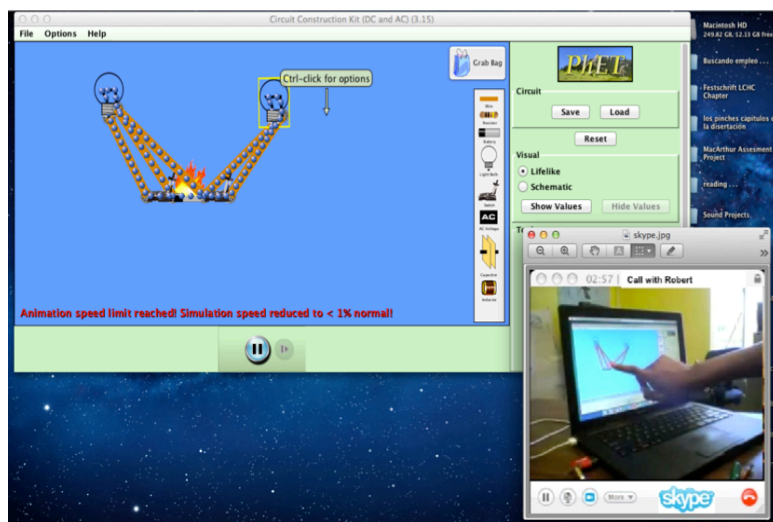 Circuit Construction Kit (DC and AC) (3.15)
File Options Help
Grab Bag
Ctrl-click for options
Wire
Resistor
Battery
Light Bulb
Switch
AC
AC Voltage
Capacitor
Inductor
Animation speed limit reached! Simulation speed reduced to < 1% normal!
PhET
Circuit
Save Load
Reset
Visual
Lifelike
Schematic
Show Values Hide Values
Macintosh HD
249.82 GB, 12.13 GB free
Buscando empleo ...
Festschrift LCHC
Chapter
los pinches capitulos d
la disertación
MacArthur Assesment
Project
reading ...
Sound Projects
skype.jpg
02:57 | Call with Robert
More
skype